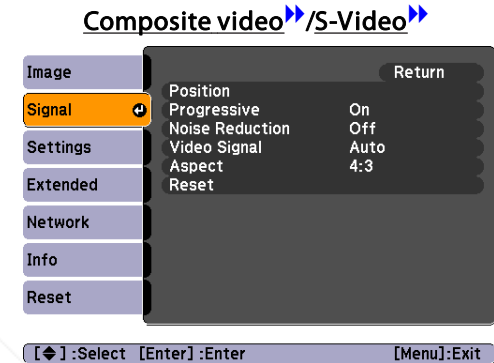 Composite video/S-Video
Image
Signal
Settings
Extended
Network
Info
Reset
Return
Position
Progressive On
Noise Reduction Off
Video Signal Auto
Aspect 4:3
Reset
[◆] :Select [Enter] :Enter [Menu]:Exit